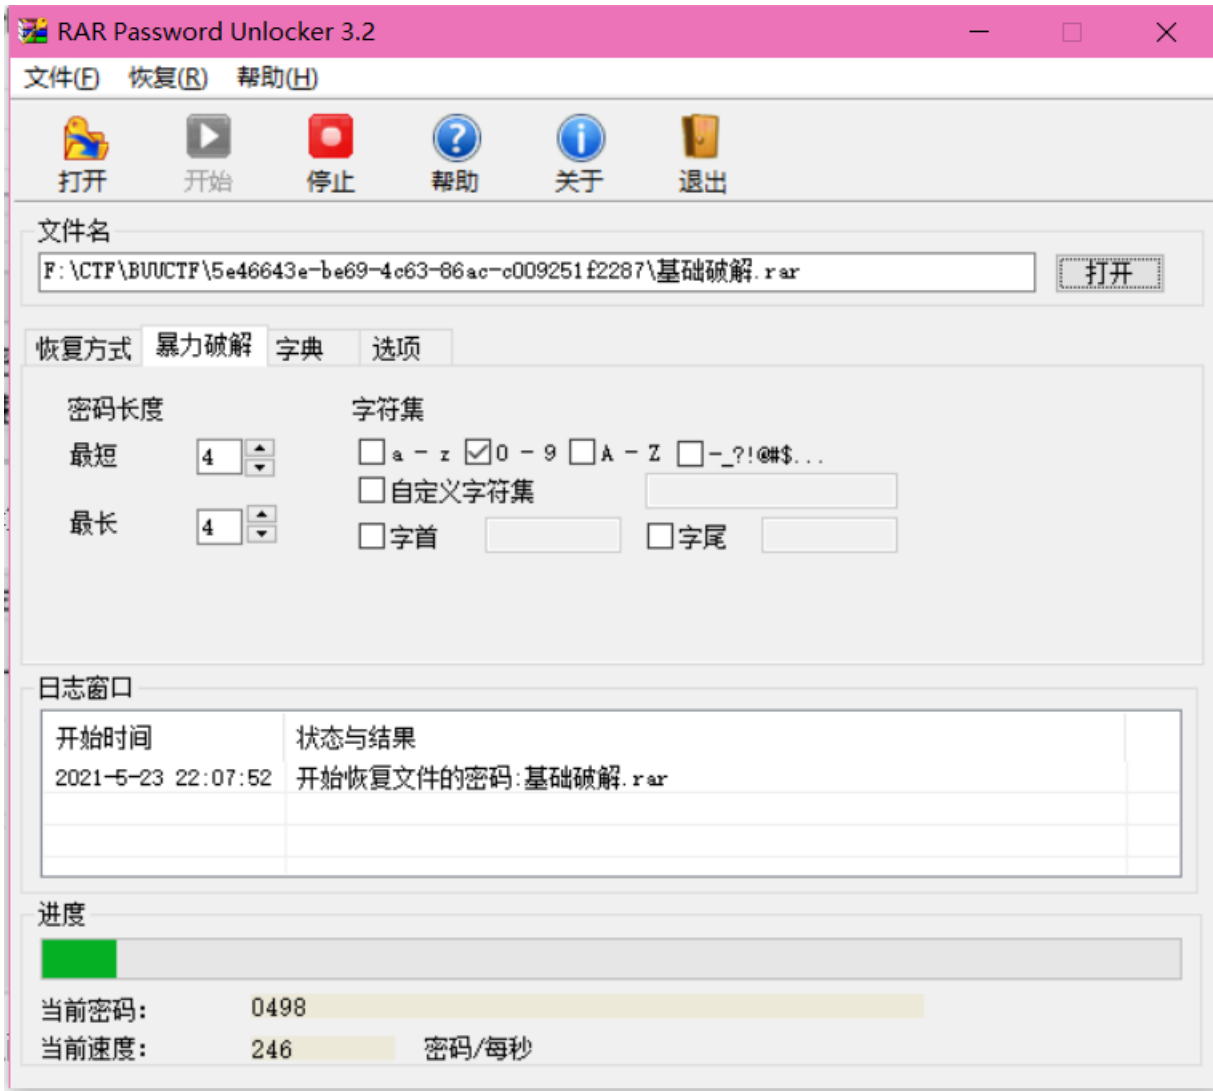 RAR Password Unlocker 3.2
文件(F) 恢复(R) 帮助(H)
打开 开始 停止 帮助 关于 退出
文件名
F:\CTF\BUUCTF\5e46643e-be69-4c63-86ac-c009251f2287\基础破解.rar 打开
恢复方式 暴力破解 字典 选项
密码长度 字符集
最短 4 a - z 0 - 9 A - Z -_?!@#$...
自定义字符集
最长 4 字首 字尾
日志窗口
开始时间 状态与结果
2021-5-23 22:07:52 开始恢复文件的密码:基础破解.rar
进度
当前密码: 0498
当前速度: 246 密码/每秒